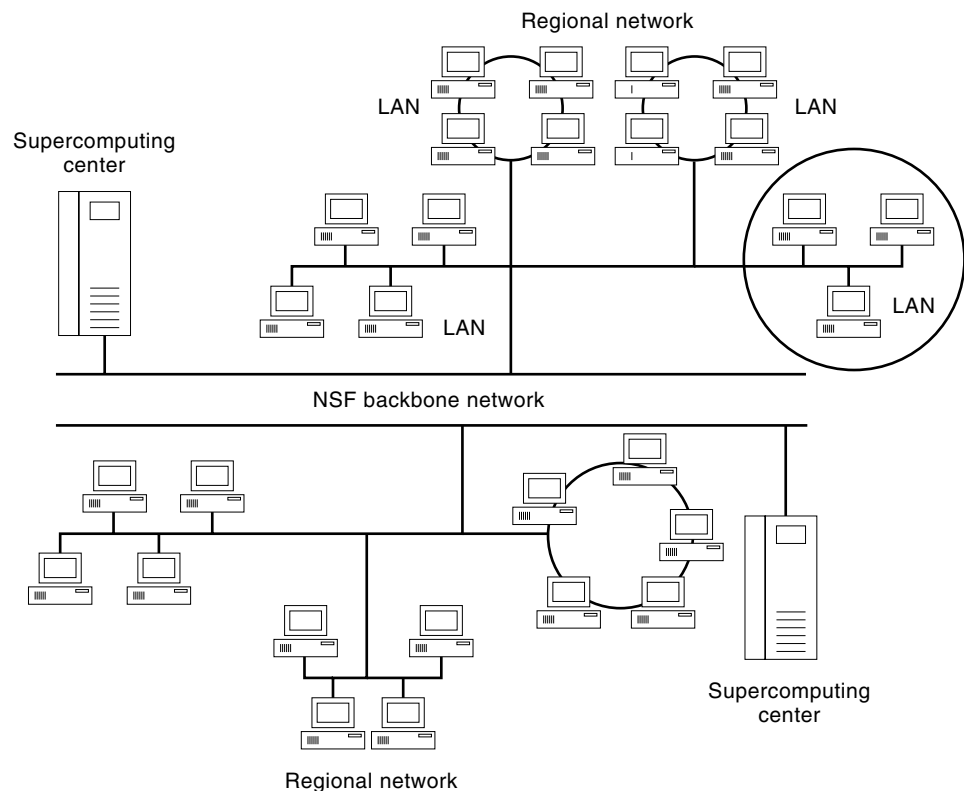 Regional network
LAN
LAN
Supercomputing
center
LAN
LAN
NSF backbone network
Supercomputing
center
Regional network